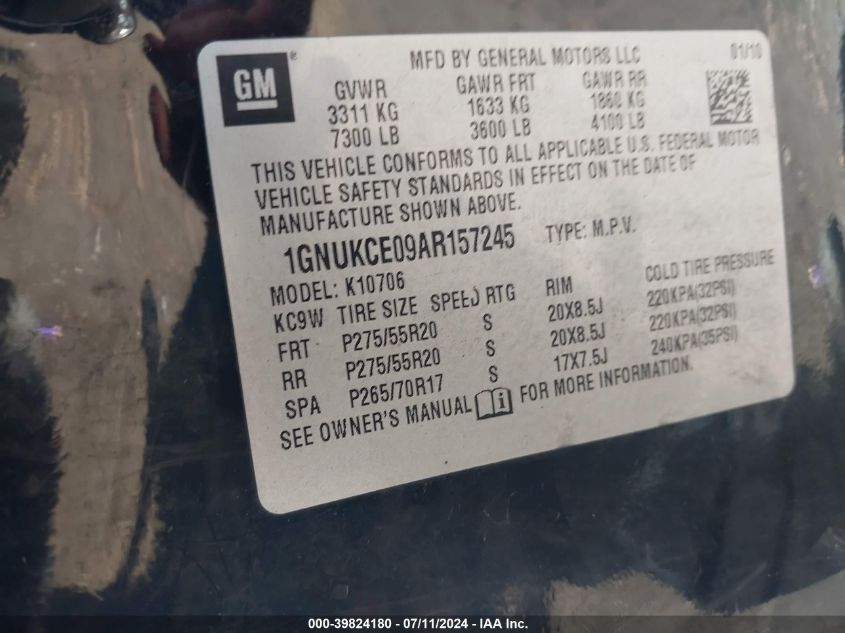 GM
®
MFD BY GENERAL MOTORS LLC 01/10
GVWR GAWR FRT GAWR RR
3311 KG 1633 KG 1860 KG
7300 LB 3600 LB 4100 LB
THIS VEHICLE CONFORMS TO ALL APPLICABLE U.S. FEDERAL MOTOR
VEHICLE SAFETY STANDARDS IN EFFECT ON THE DATE OF
MANUFACTURE SHOWN ABOVE.
1GNUKCE09AR157245 TYPE: M.P.V.
MODEL: K10706
KC9W TIRE SIZE SPEED RTG RIM COLD TIRE PRESSURE
FRT P275/55R20 S 20X8.5J 220KPA(32PSI)
RR P275/55R20 S 20X8.5J 220KPA(32PSI)
SPA P265/70R17 S 17X7.5J 240KPA(35PSI)
SEE OWNER'S MANUAL i FOR MORE INFORMATION.
000-39824180 - 07/11/2024 - IAA Inc.